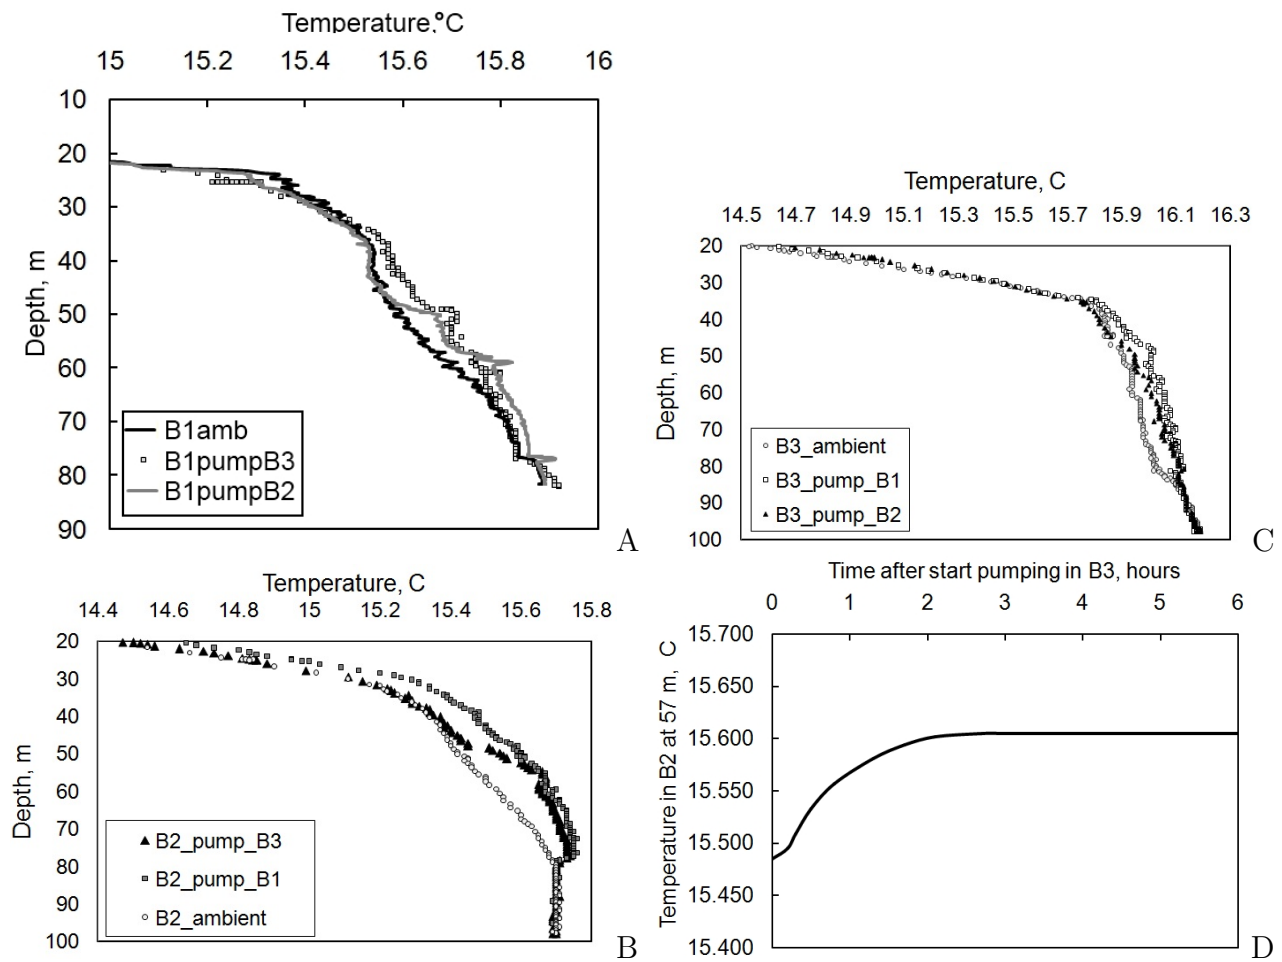 Temperature,°C
15 15.2 15.4 15.6 15.8 16
10
20
30
40
50
60
70
80
90
Depth, m
B1amb
B1pumpB3
B1pumpB2
A
Temperature, C
14.4 14.6 14.8 15 15.2 15.4 15.6 15.8
20
30
40
50
60
70
80
90
100
Depth, m
B2_pump_B3
B2_pump_B1
B2_ambient
B
Temperature, C
14.5 14.7 14.9 15.1 15.3 15.5 15.7 15.9 16.1 16.3
20
30
40
50
60
70
80
90
100
Depth, m
B3_ambient
B3_pump_B1
B3_pump_B2
C
Time after start pumping in B3, hours
0 1 2 3 4 5 6
15.700
15.650
15.600
15.550
15.500
15.450
15.400
Temperature in B2 at 57 m, C
D